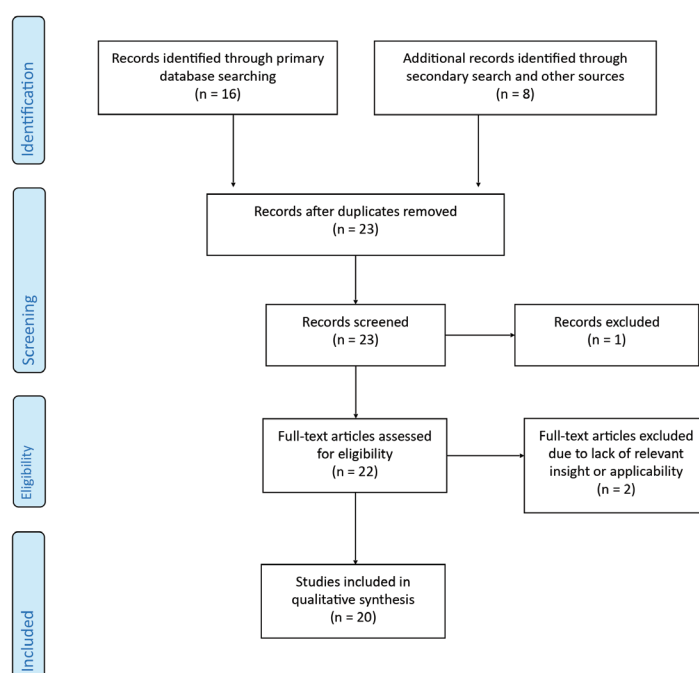 Identification
Records identified through primary
database searching
(n = 16)
Additional records identified through
secondary search and other sources
(n = 8)
Screening
Records after duplicates removed
(n = 23)
Records screened
(n = 23)
Records excluded
(n = 1)
Eligibility
Full-text articles assessed
for eligibility
(n = 22)
Full-text articles excluded
due to lack of relevant
insight or applicability
(n = 2)
Included
Studies included in
qualitative synthesis
(n = 20)